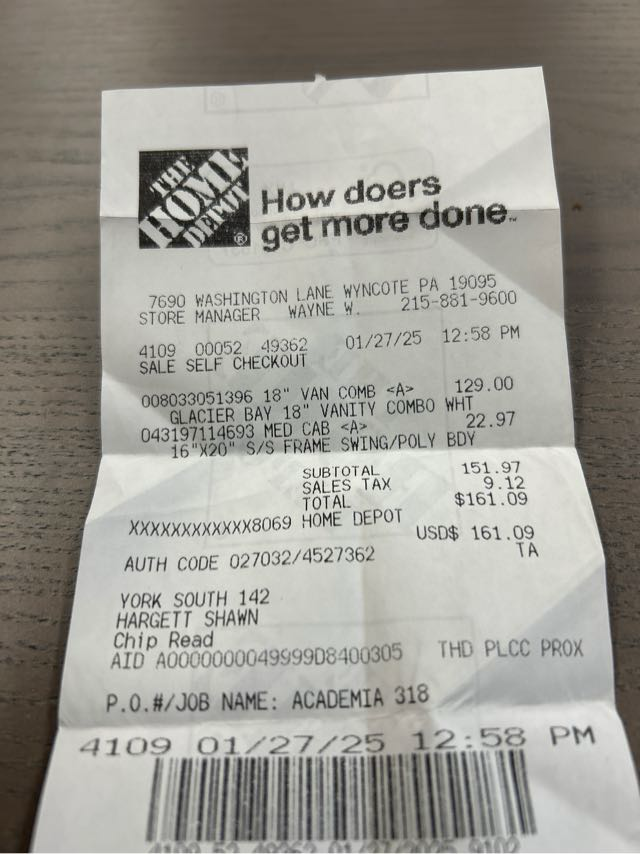 THE
HOME
DEPOT
How doers
get more done.
7690 WASHINGTON LANE WYNCOTE PA 19095
STORE MANAGER WAYNE W. 215-881-9600
4109 00052 49362 01/27/25 12:58 PM
SALE SELF CHECKOUT
008033051396 18" VAN COMB <A> 129.00
GLACIER BAY 18" VANITY COMBO WHT
043197114693 MED CAB <A> 22.97
16"X20" S/S FRAME SWING/POLY BDY
SUBTOTAL 151.97
SALES TAX 9.12
TOTAL $161.09
XXXXXXXXXXXX8069 HOME DEPOT
USD$ 161.09
AUTH CODE 027032/4527362 TA
YORK SOUTH 142
HARGETT SHAWN
Chip Read
AID A0000000049999D8400305 THD PLCC PROX
P.O.#/JOB NAME: ACADEMIA 318
4109 01/27/25 12:58 PM